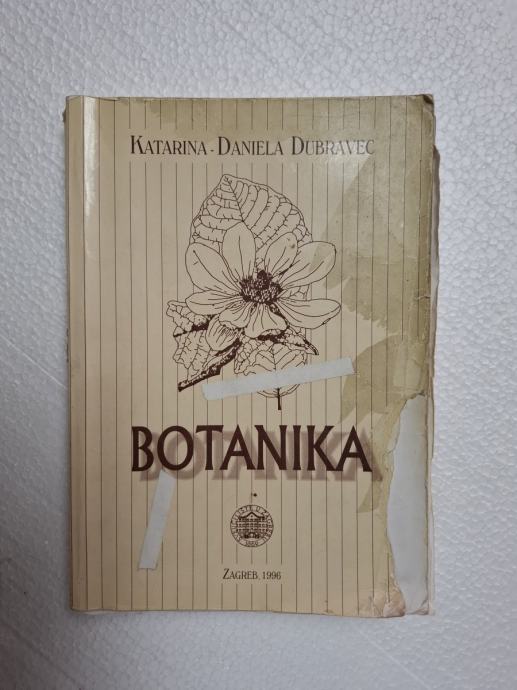 KATARINA - DANIELA DUBRAVEC
BOTANIKA
ZAGREB, 1996